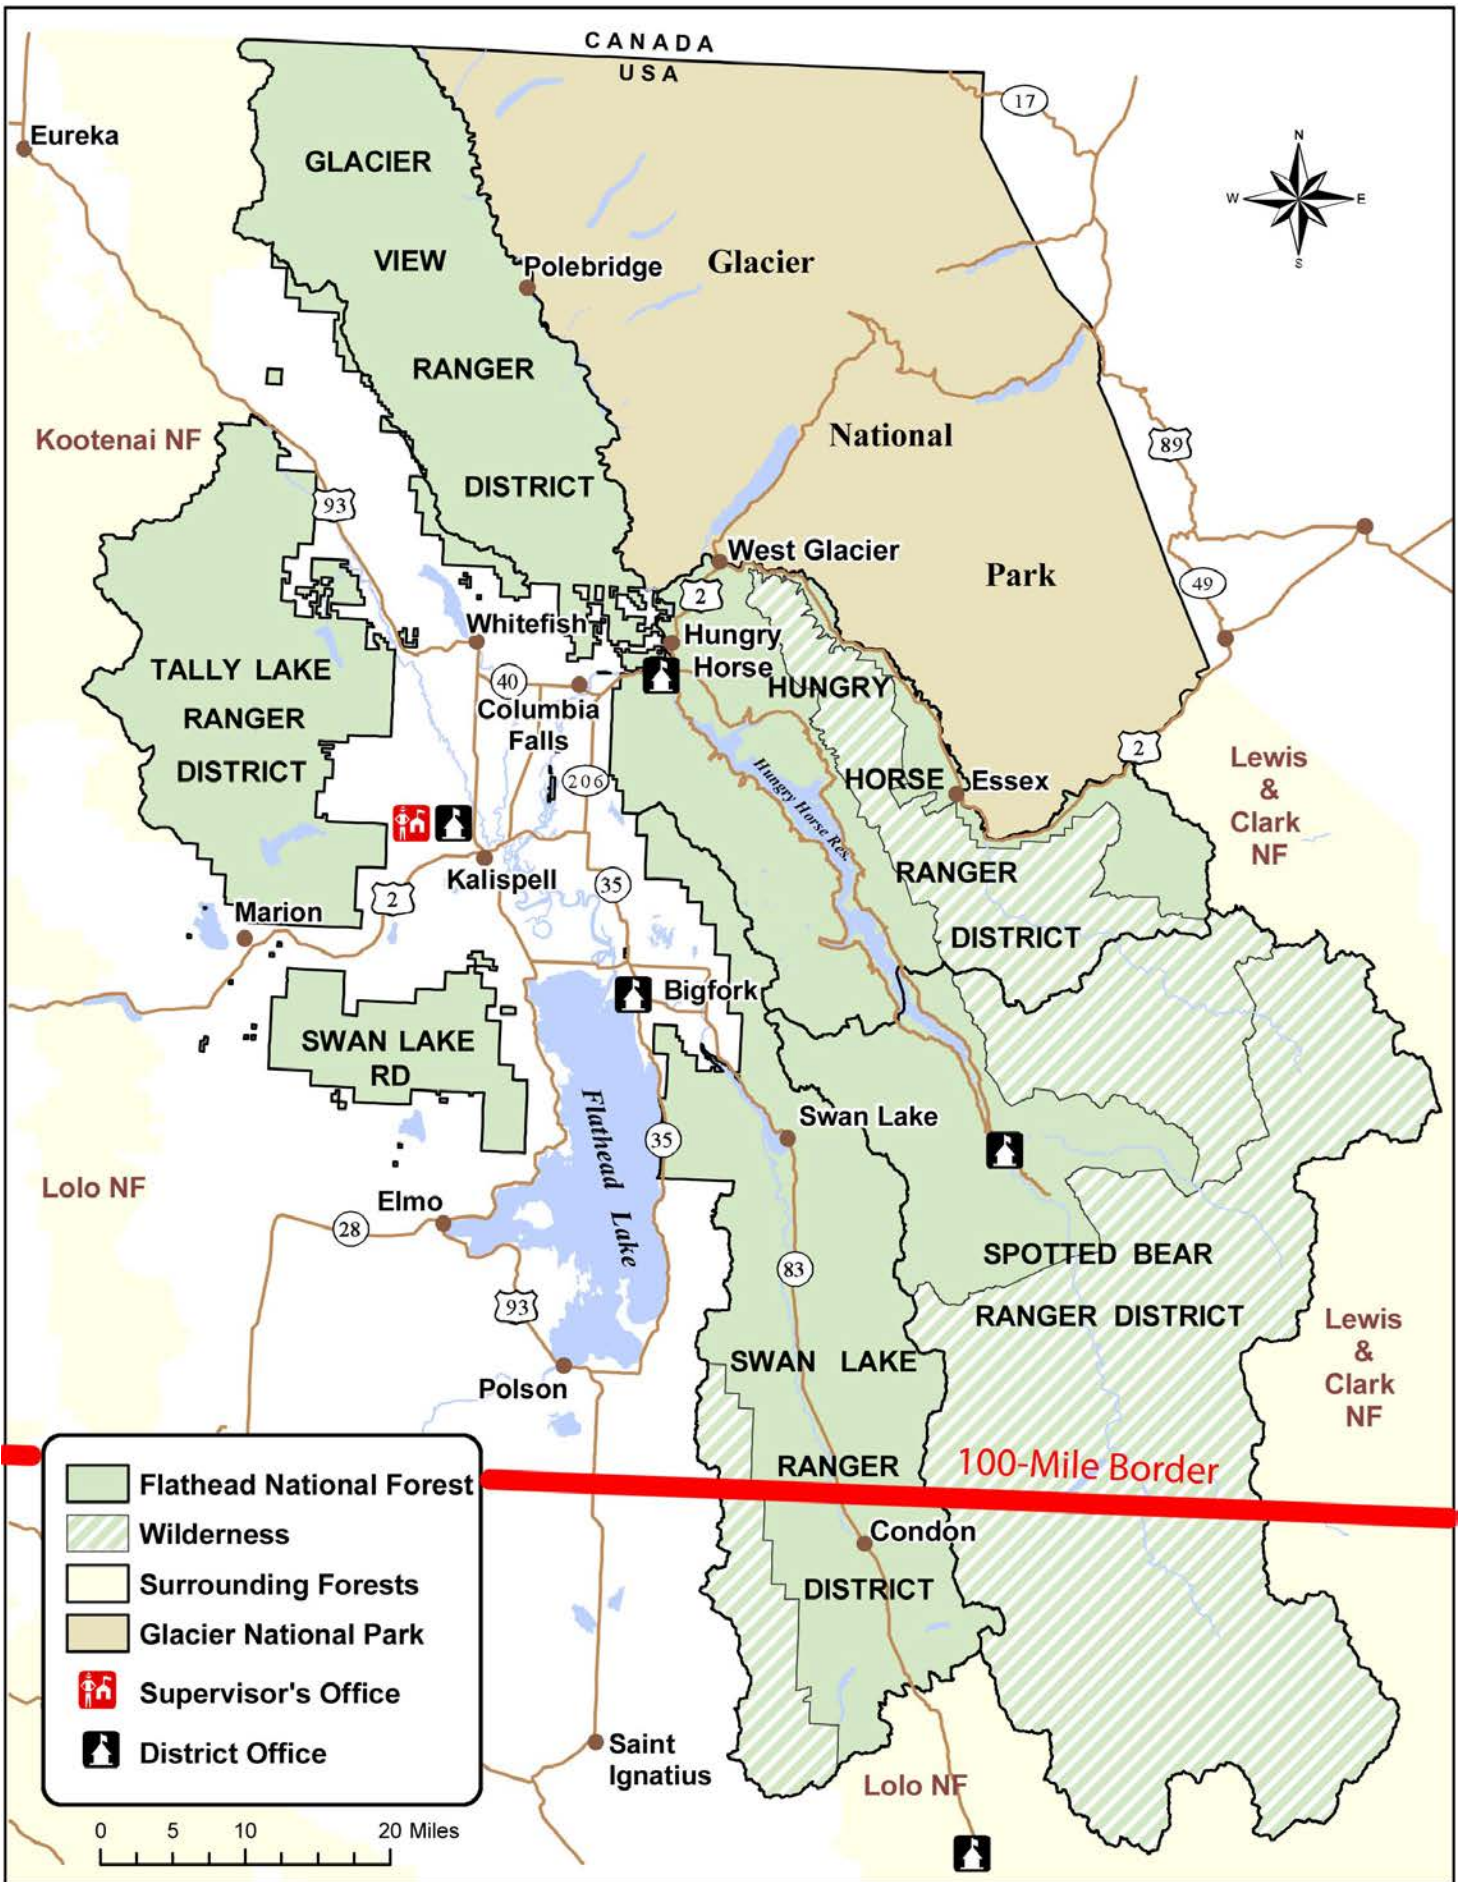 CANADA
USA
17
Eureka
N
W
E
S
GLACIER
VIEW
Polebridge
Glacier
RANGER
Kootenai NF
National
89
DISTRICT
93
West Glacier
Park
2
49
Whitefish
Hungry
Horse
TALLY LAKE
RANGER
DISTRICT
40
Columbia
Falls
HUNGRY
Hungry Horse Res.
206
HORSE
Essex
2
Lewis
&
Clark
NF
Kalispell
35
2
RANGER
Marion
DISTRICT
Bigfork
SWAN LAKE
RD
Flathead Lake
Swan Lake
35
Lolo NF
Elmo
28
83
SPOTTED BEAR
RANGER DISTRICT
93
Lewis
&
Clark
NF
SWAN LAKE
Polson
RANGER
100-Mile Border
Condon
DISTRICT
Flathead National Forest
Wilderness
Surrounding Forests
Glacier National Park
Supervisor's Office
District Office
Saint
Ignatius
Lolo NF
0 5 10 20 Miles